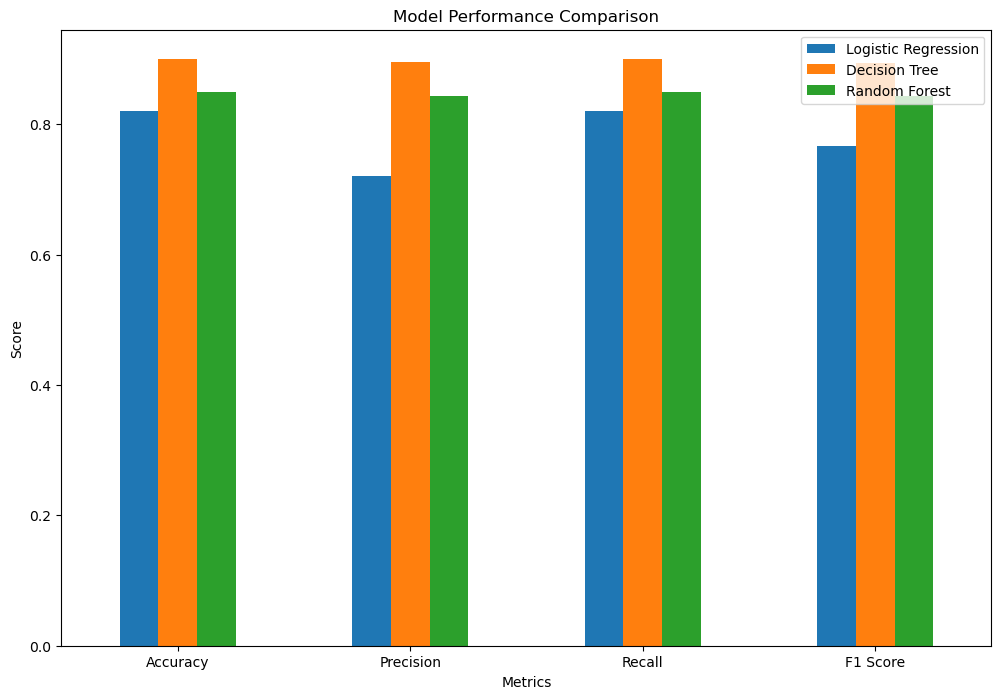 Model Performance Comparison
Logistic Regression
Decision Tree
Random Forest
Score
0.8
0.6
0.4
0.2
0.0
Accuracy Precision Recall F1 Score
Metrics